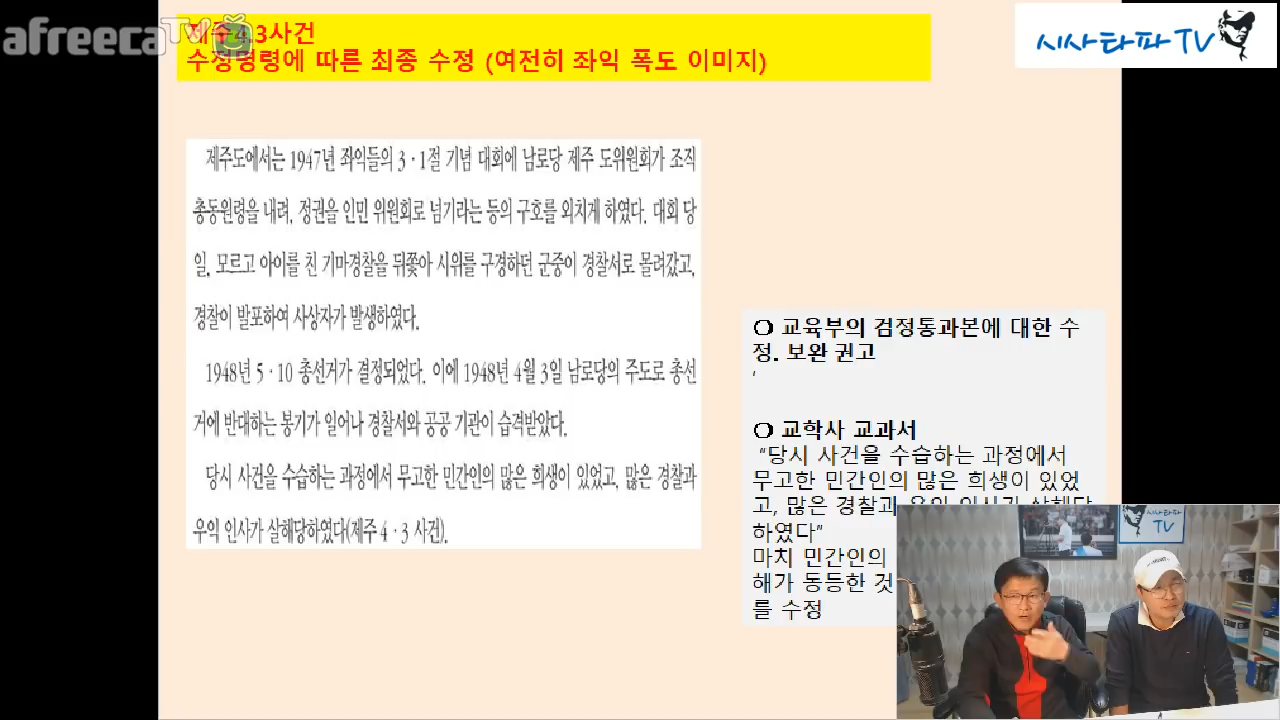 afreecaTV
제주4.3사건
수정명령에 따른 최종 수정 (여전히 좌익 폭도 이미지)
시사타파TV
제주도에서는 1947년 좌익들의 3·1절 기념 대회에 남로당 제주 도위원회가 조직
총동원령을 내려, 정권을 인민 위원회로 넘기라는 등의 구호를 외치게 하였다. 대회 당
일, 모르고 아이를 친 기마경찰을 뒤쫓아 시위를 구경하던 군중이 경찰서로 몰려갔고,
경찰이 발포하여 사상자가 발생하였다.
1948년 5·10 총선거가 결정되었다. 이에 1948년 4월 3일 남로당의 주도로 총선
거에 반대하는 봉기가 일어나 경찰서와 공공 기관이 습격받았다.
당시 사건을 수습하는 과정에서 무고한 민간인의 많은 희생이 있었고, 많은 경찰과
우익 인사가 살해당하였다(제주 4·3 사건).
○ 교육부의 검정통과본에 대한 수
정. 보완 권고
‘
○ 교학사 교과서
“당시 사건을 수습하는 과정에서
무고한 민간인의 많은 희생이 있었
고, 많은 경찰과 우익 인사가 살해당
하였다”
마치 민간인의
해가 동등한 것
를 수정
시사타파
TV